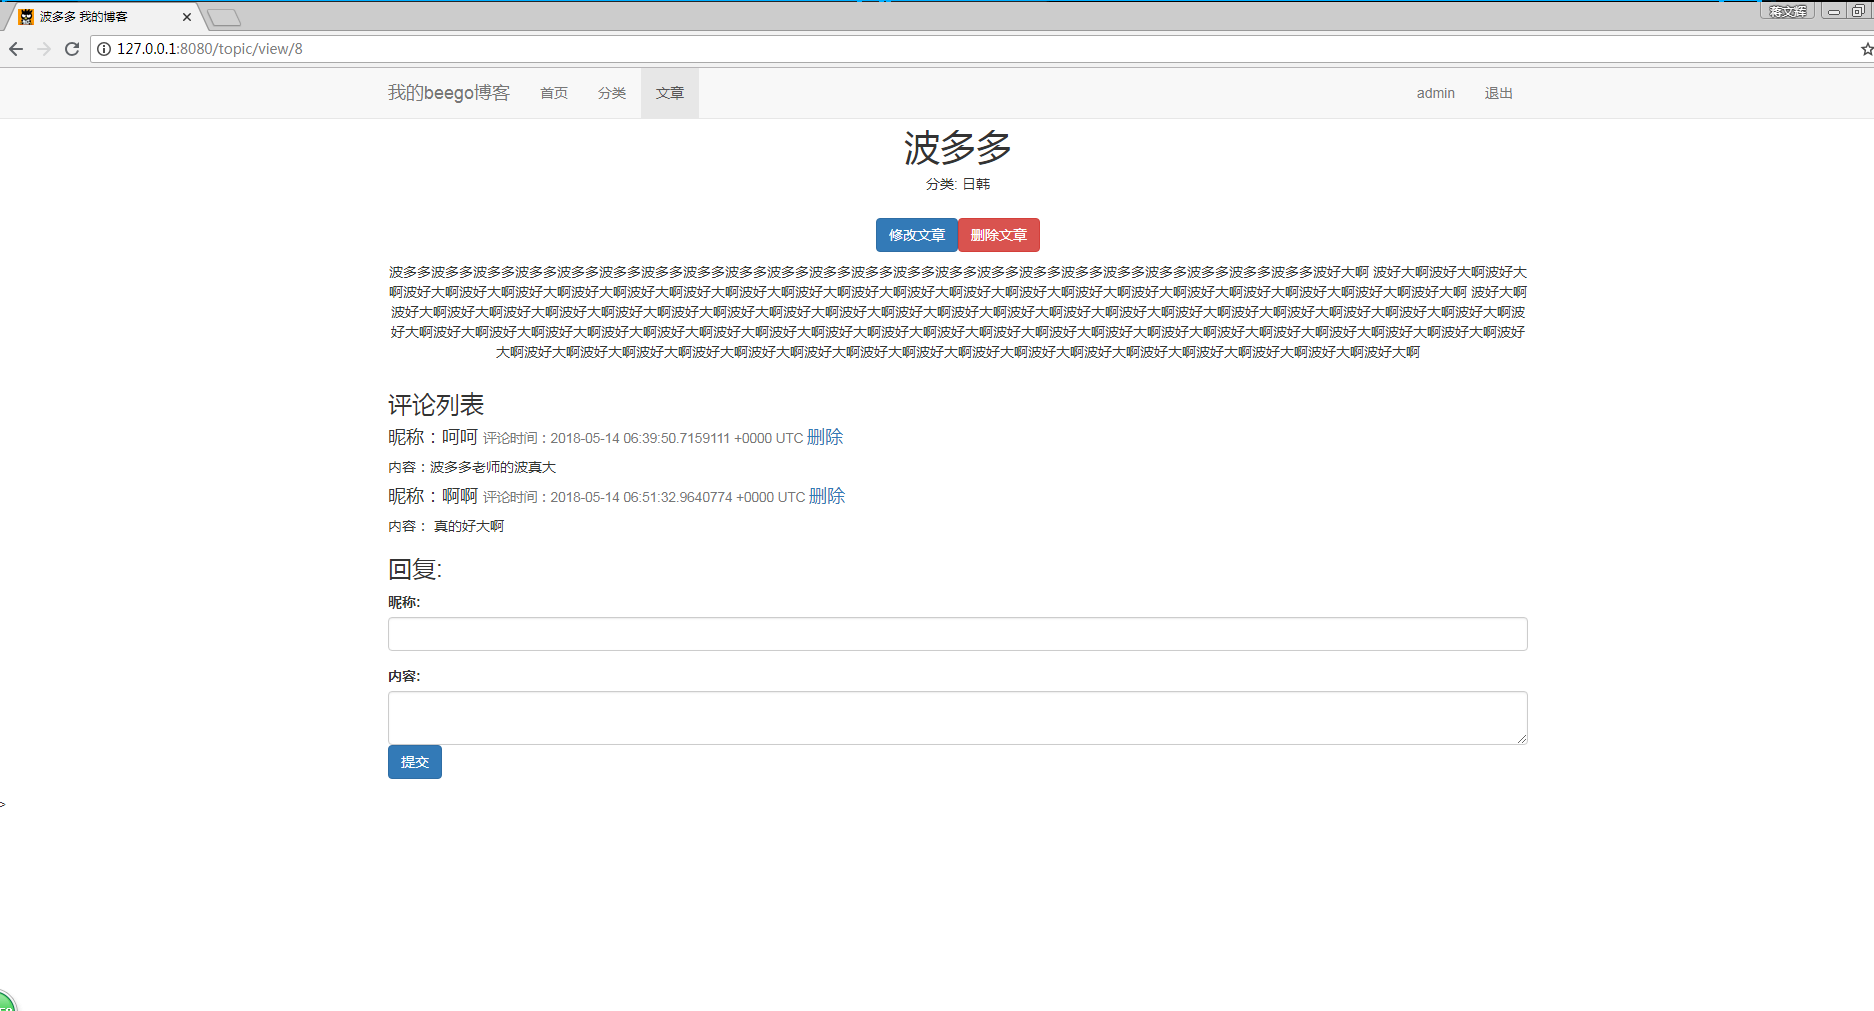 波多多 我的博客
蒋文辉
127.0.0.1:8080/topic/view/8
我的beego博客 首页 分类 文章 admin 退出
波多多
分类: 日韩
修改文章 删除文章
波多多波多多波多多波多多波多多波多多波多多波多多波多多波多多波多多波多多波多多波多多波多多波多多波多多波多多波多多波多多波多多波多多波好大啊 波好大啊波好大啊波好大
啊波好大啊波好大啊波好大啊波好大啊波好大啊波好大啊波好大啊波好大啊波好大啊波好大啊波好大啊波好大啊波好大啊波好大啊波好大啊波好大啊波好大啊波好大啊波好大啊 波好大啊
波好大啊波好大啊波好大啊波好大啊波好大啊波好大啊波好大啊波好大啊波好大啊波好大啊波好大啊波好大啊波好大啊波好大啊波好大啊波好大啊波好大啊波好大啊波好大啊波好大啊波
好大啊波好大啊波好大啊波好大啊波好大啊波好大啊波好大啊波好大啊波好大啊波好大啊波好大啊波好大啊波好大啊波好大啊波好大啊波好大啊波好大啊波好大啊波好大啊波好大啊波好
大啊波好大啊波好大啊波好大啊波好大啊波好大啊波好大啊波好大啊波好大啊波好大啊波好大啊波好大啊波好大啊波好大啊波好大啊波好大啊波好大啊
评论列表
昵称：呵呵 评论时间：2018-05-14 06:39:50.7159111 +0000 UTC 删除
内容：波多多老师的波真大
昵称：啊啊 评论时间：2018-05-14 06:51:32.9640774 +0000 UTC 删除
内容： 真的好大啊
回复:
昵称:
内容:
提交
>